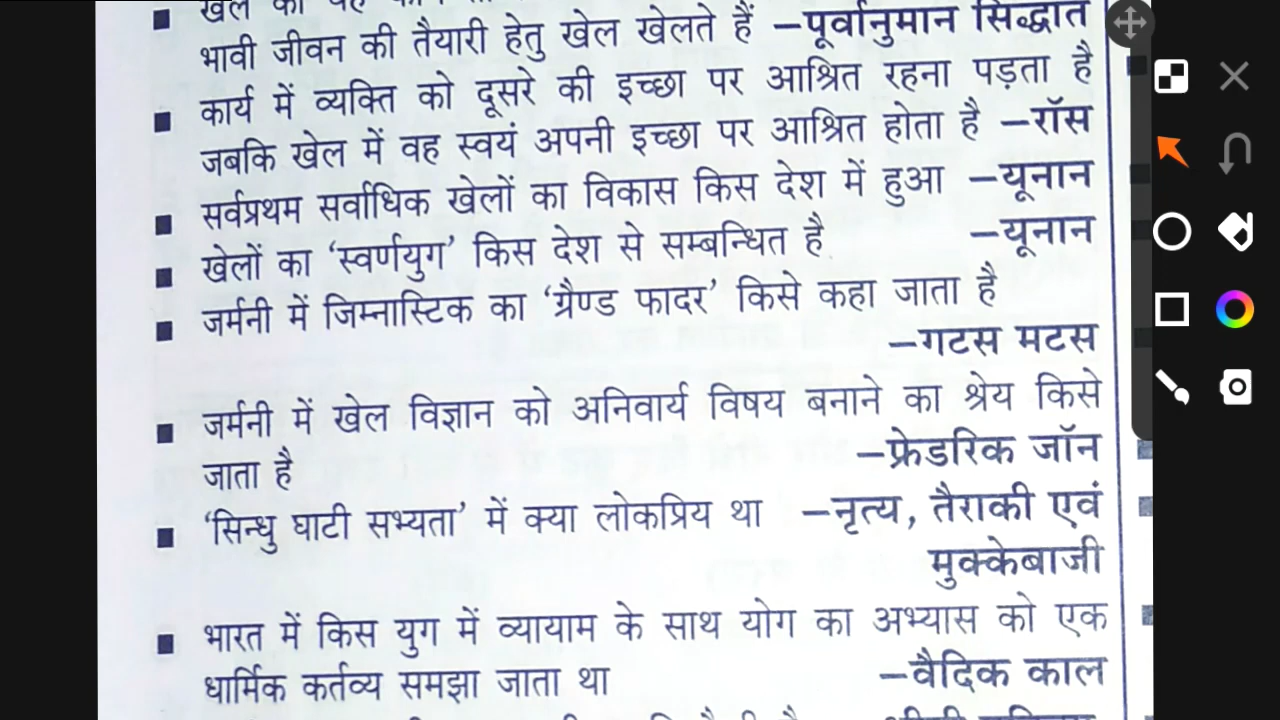 भावी जीवन की तैयारी हेतु खेल खेलते हैं –पूर्वानुमान सिद्धांत
कार्य में व्यक्ति को दूसरे की इच्छा पर आश्रित रहना पड़ता है
जबकि खेल में वह स्वयं अपनी इच्छा पर आश्रित होता है –रॉस
सर्वप्रथम सर्वाधिक खेलों का विकास किस देश में हुआ –यूनान
खेलों का ‘स्वर्णयुग’ किस देश से सम्बन्धित है –यूनान
जर्मनी में जिम्नास्टिक का ‘ग्रैण्ड फादर’ किसे कहा जाता है
–गटस मटस
जर्मनी में खेल विज्ञान को अनिवार्य विषय बनाने का श्रेय किसे
जाता है –फ्रेडरिक जॉन
‘सिन्धु घाटी सभ्यता’ में क्या लोकप्रिय था –नृत्य, तैराकी एवं
मुक्केबाजी
भारत में किस युग में व्यायाम के साथ योग का अभ्यास को एक
धार्मिक कर्तव्य समझा जाता था –वैदिक काल